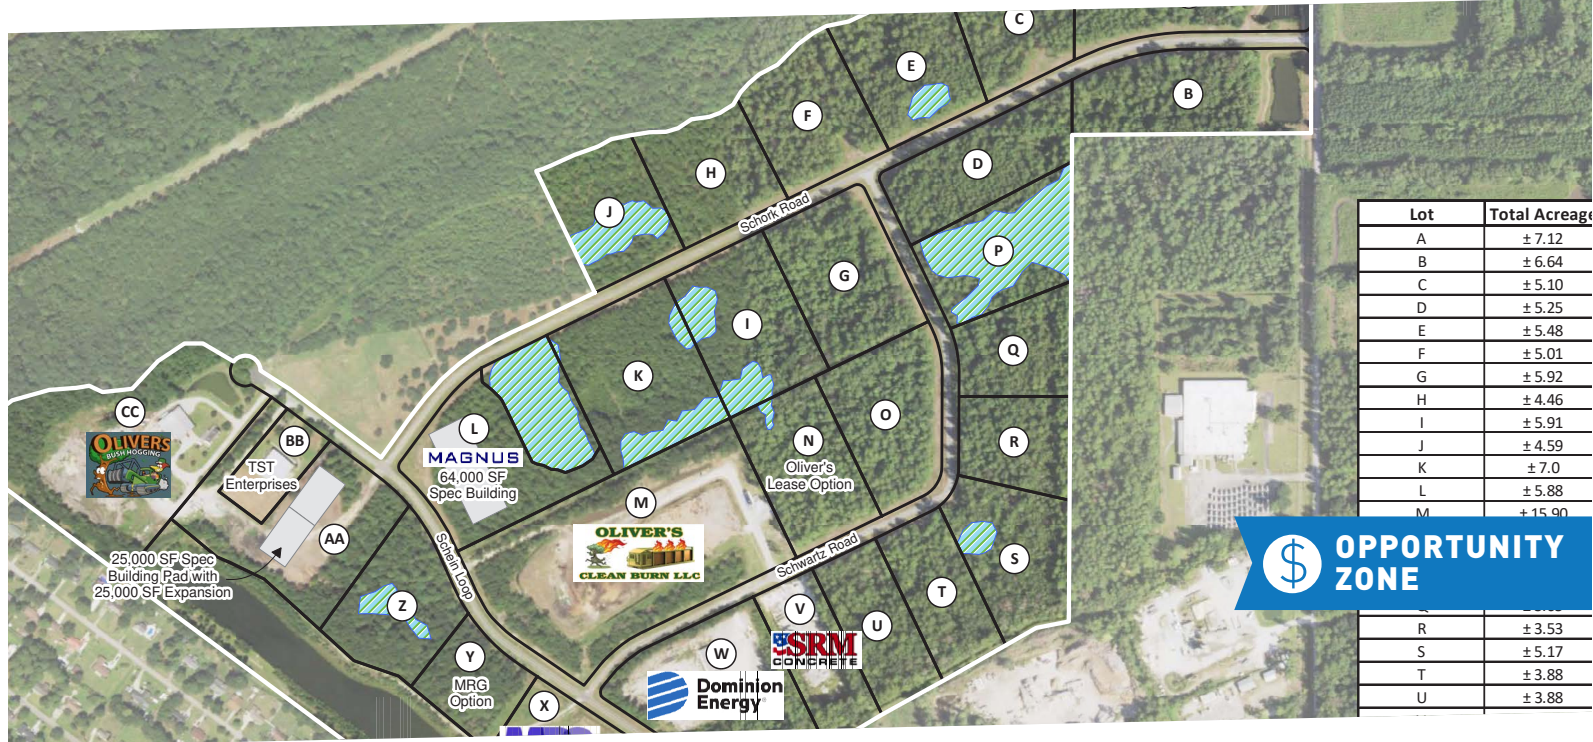 C
E
B
F
D
H
J
Schork Road
P
G
I
Q
K
CC
OLIVERS
BUSH HOGGING
BB
TST
Enterprises
L
MAGNUS
64,000 SF
Spec Building
O
N
Oliver's
Lease Option
R
M
OLIVER'S
CLEAN BURN LLC
AA
25,000 SF Spec
Building Pad with
25,000 SF Expansion
Schein Loop
Schwartz Road
S
T
Z
V
SRM
CONCRETE
U
W
Dominion
Energy
Y
MRG
Option
X
Lot Total Acreage
A ± 7.12
B ± 6.64
C ± 5.10
D ± 5.25
E ± 5.48
F ± 5.01
G ± 5.92
H ± 4.46
I ± 5.91
J ± 4.59
K ± 7.0
L ± 5.88
M ± 15.90
$ OPPORTUNITY
ZONE
R ± 3.53
S ± 5.17
T ± 3.88
U ± 3.88